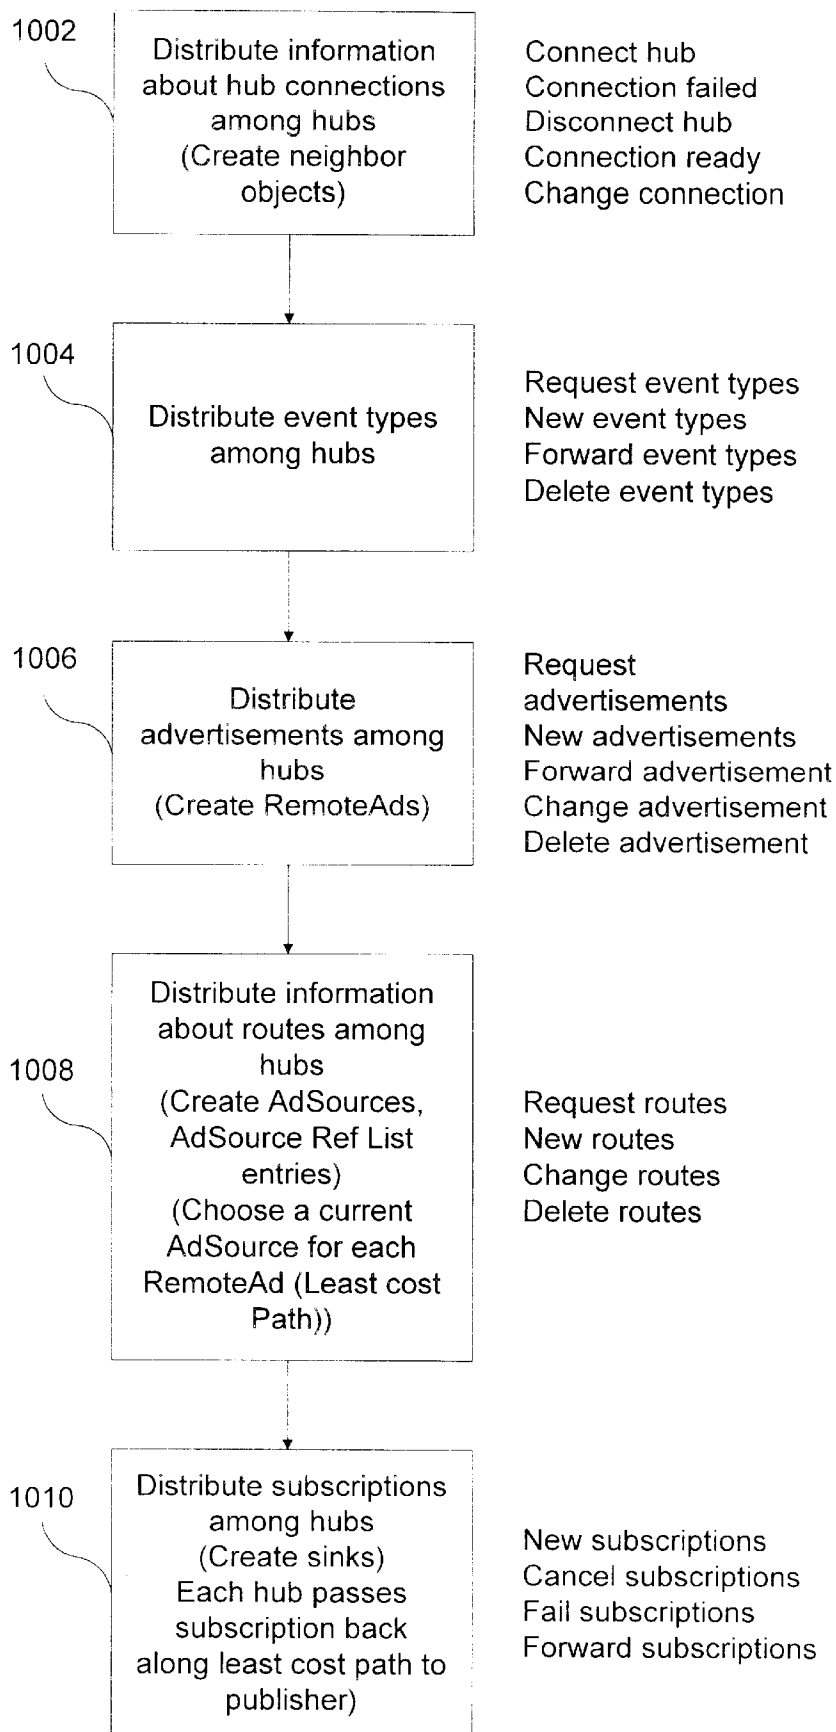 1002
Distribute information
about hub connections
among hubs
(Create neighbor
objects)
Connect hub
Connection failed
Disconnect hub
Connection ready
Change connection
1004
Distribute event types
among hubs
Request event types
New event types
Forward event types
Delete event types
1006
Distribute
advertisements among
hubs
(Create RemoteAds)
Request
advertisements
New advertisements
Forward advertisement
Change advertisement
Delete advertisement
1008
Distribute information
about routes among
hubs
(Create AdSources,
AdSource Ref List
entries)
(Choose a current
AdSource for each
RemoteAd (Least cost
Path))
Request routes
New routes
Change routes
Delete routes
1010
Distribute subscriptions
among hubs
(Create sinks)
Each hub passes
subscription back
along least cost path to
publisher)
New subscriptions
Cancel subscriptions
Fail subscriptions
Forward subscriptions